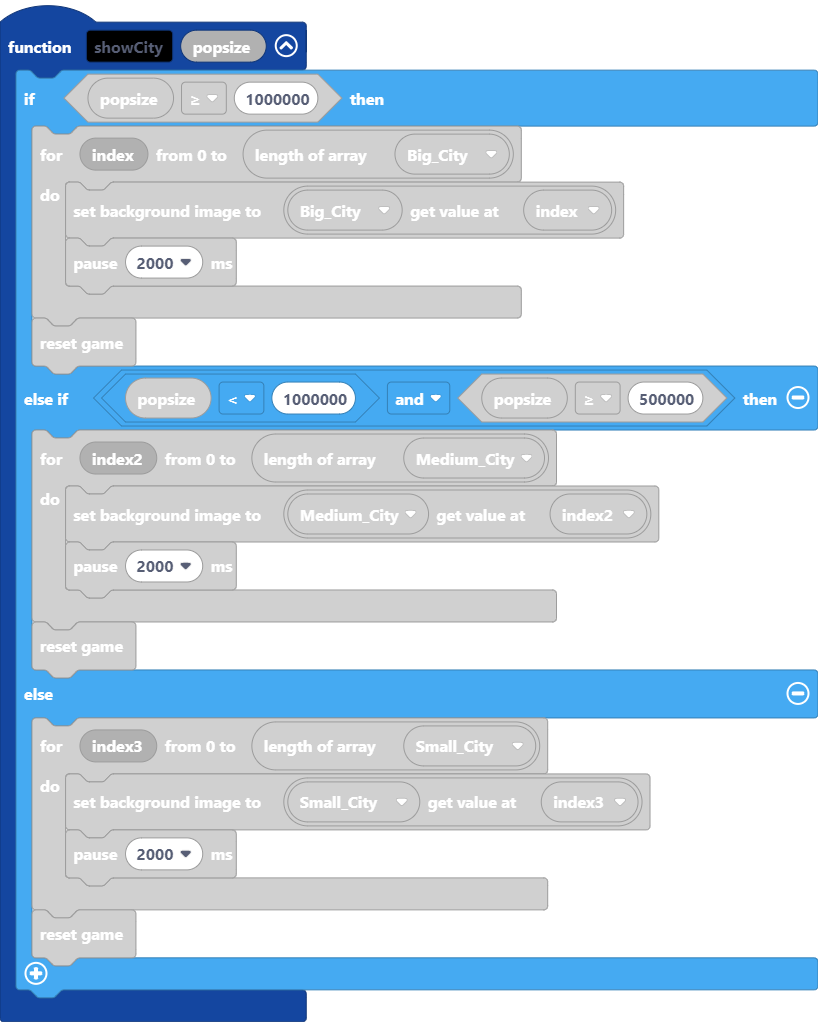 function showCity popsize
if popsize ≥ 1000000 then
for index from 0 to length of array Big_City
do
set background image to Big_City get value at index
pause 2000 ms
reset game
else if popsize < 1000000 and popsize ≥ 500000 then
for index2 from 0 to length of array Medium_City
do
set background image to Medium_City get value at index2
pause 2000 ms
reset game
else
for index3 from 0 to length of array Small_City
do
set background image to Small_City get value at index3
pause 2000 ms
reset game